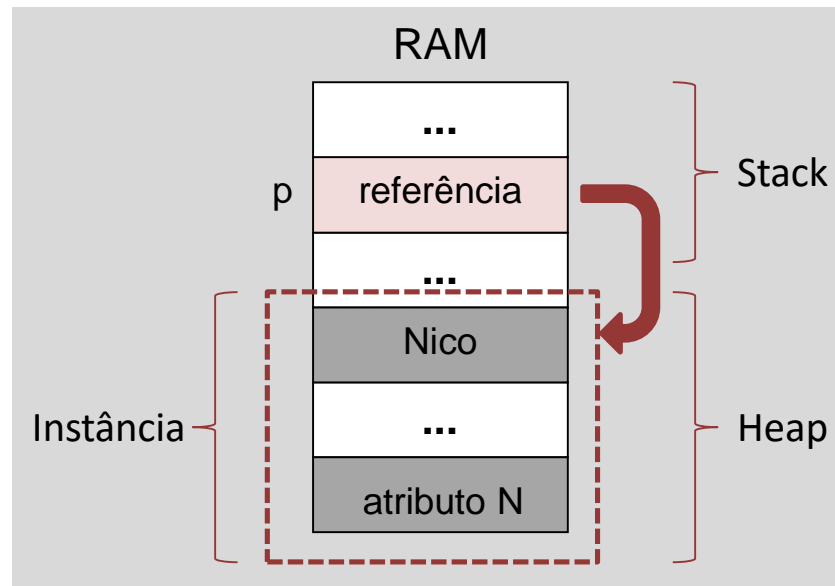 RAM
...
Stack
p
referência
...
Nico
Instância
...
Heap
atributo N